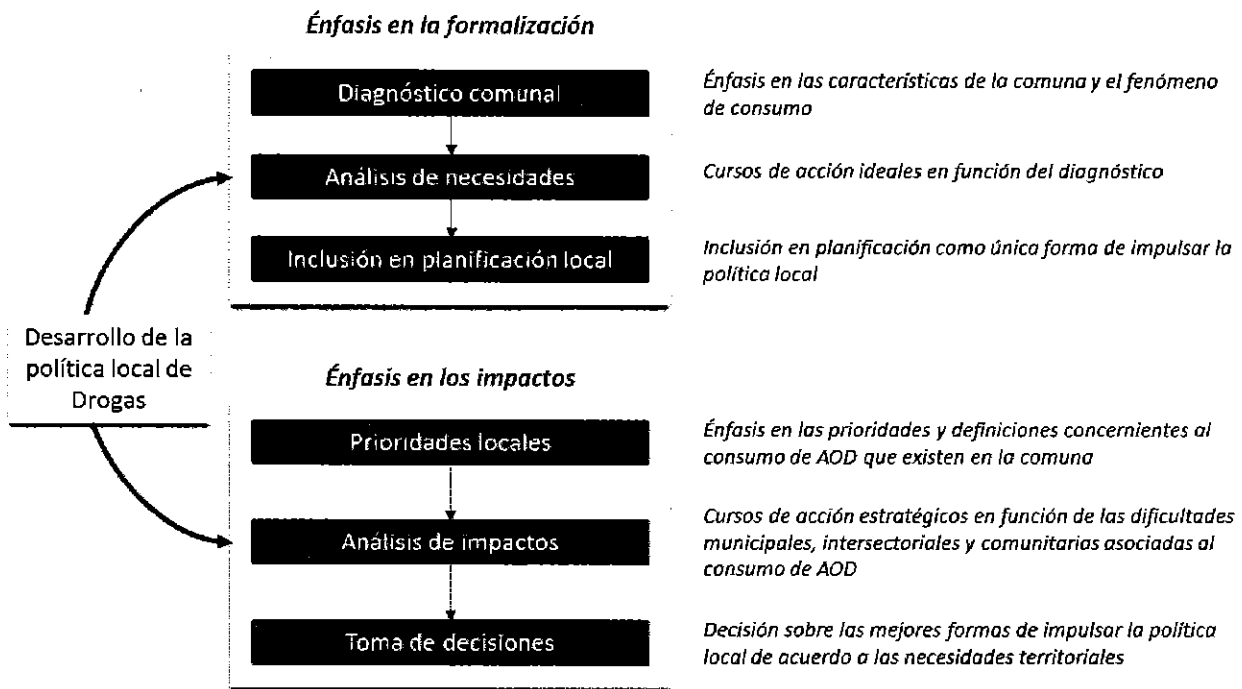 Énfasis en la formalización
Diagnóstico comunal
Énfasis en las características de la comuna y el fenómeno
de consumo
Análisis de necesidades
Cursos de acción ideales en función del diagnóstico
Inclusión en planificación local
Inclusión en planificación como única forma de impulsar la
política local
Desarrollo de la
política local de
Drogas
Énfasis en los impactos
Prioridades locales
Énfasis en las prioridades y definiciones concernientes al
consumo de AOD que existen en la comuna
Análisis de impactos
Cursos de acción estratégicos en función de las dificultades
municipales, intersectoriales y comunitarias asociadas al
consumo de AOD
Toma de decisiones
Decisión sobre las mejores formas de impulsar la política
local de acuerdo a las necesidades territoriales